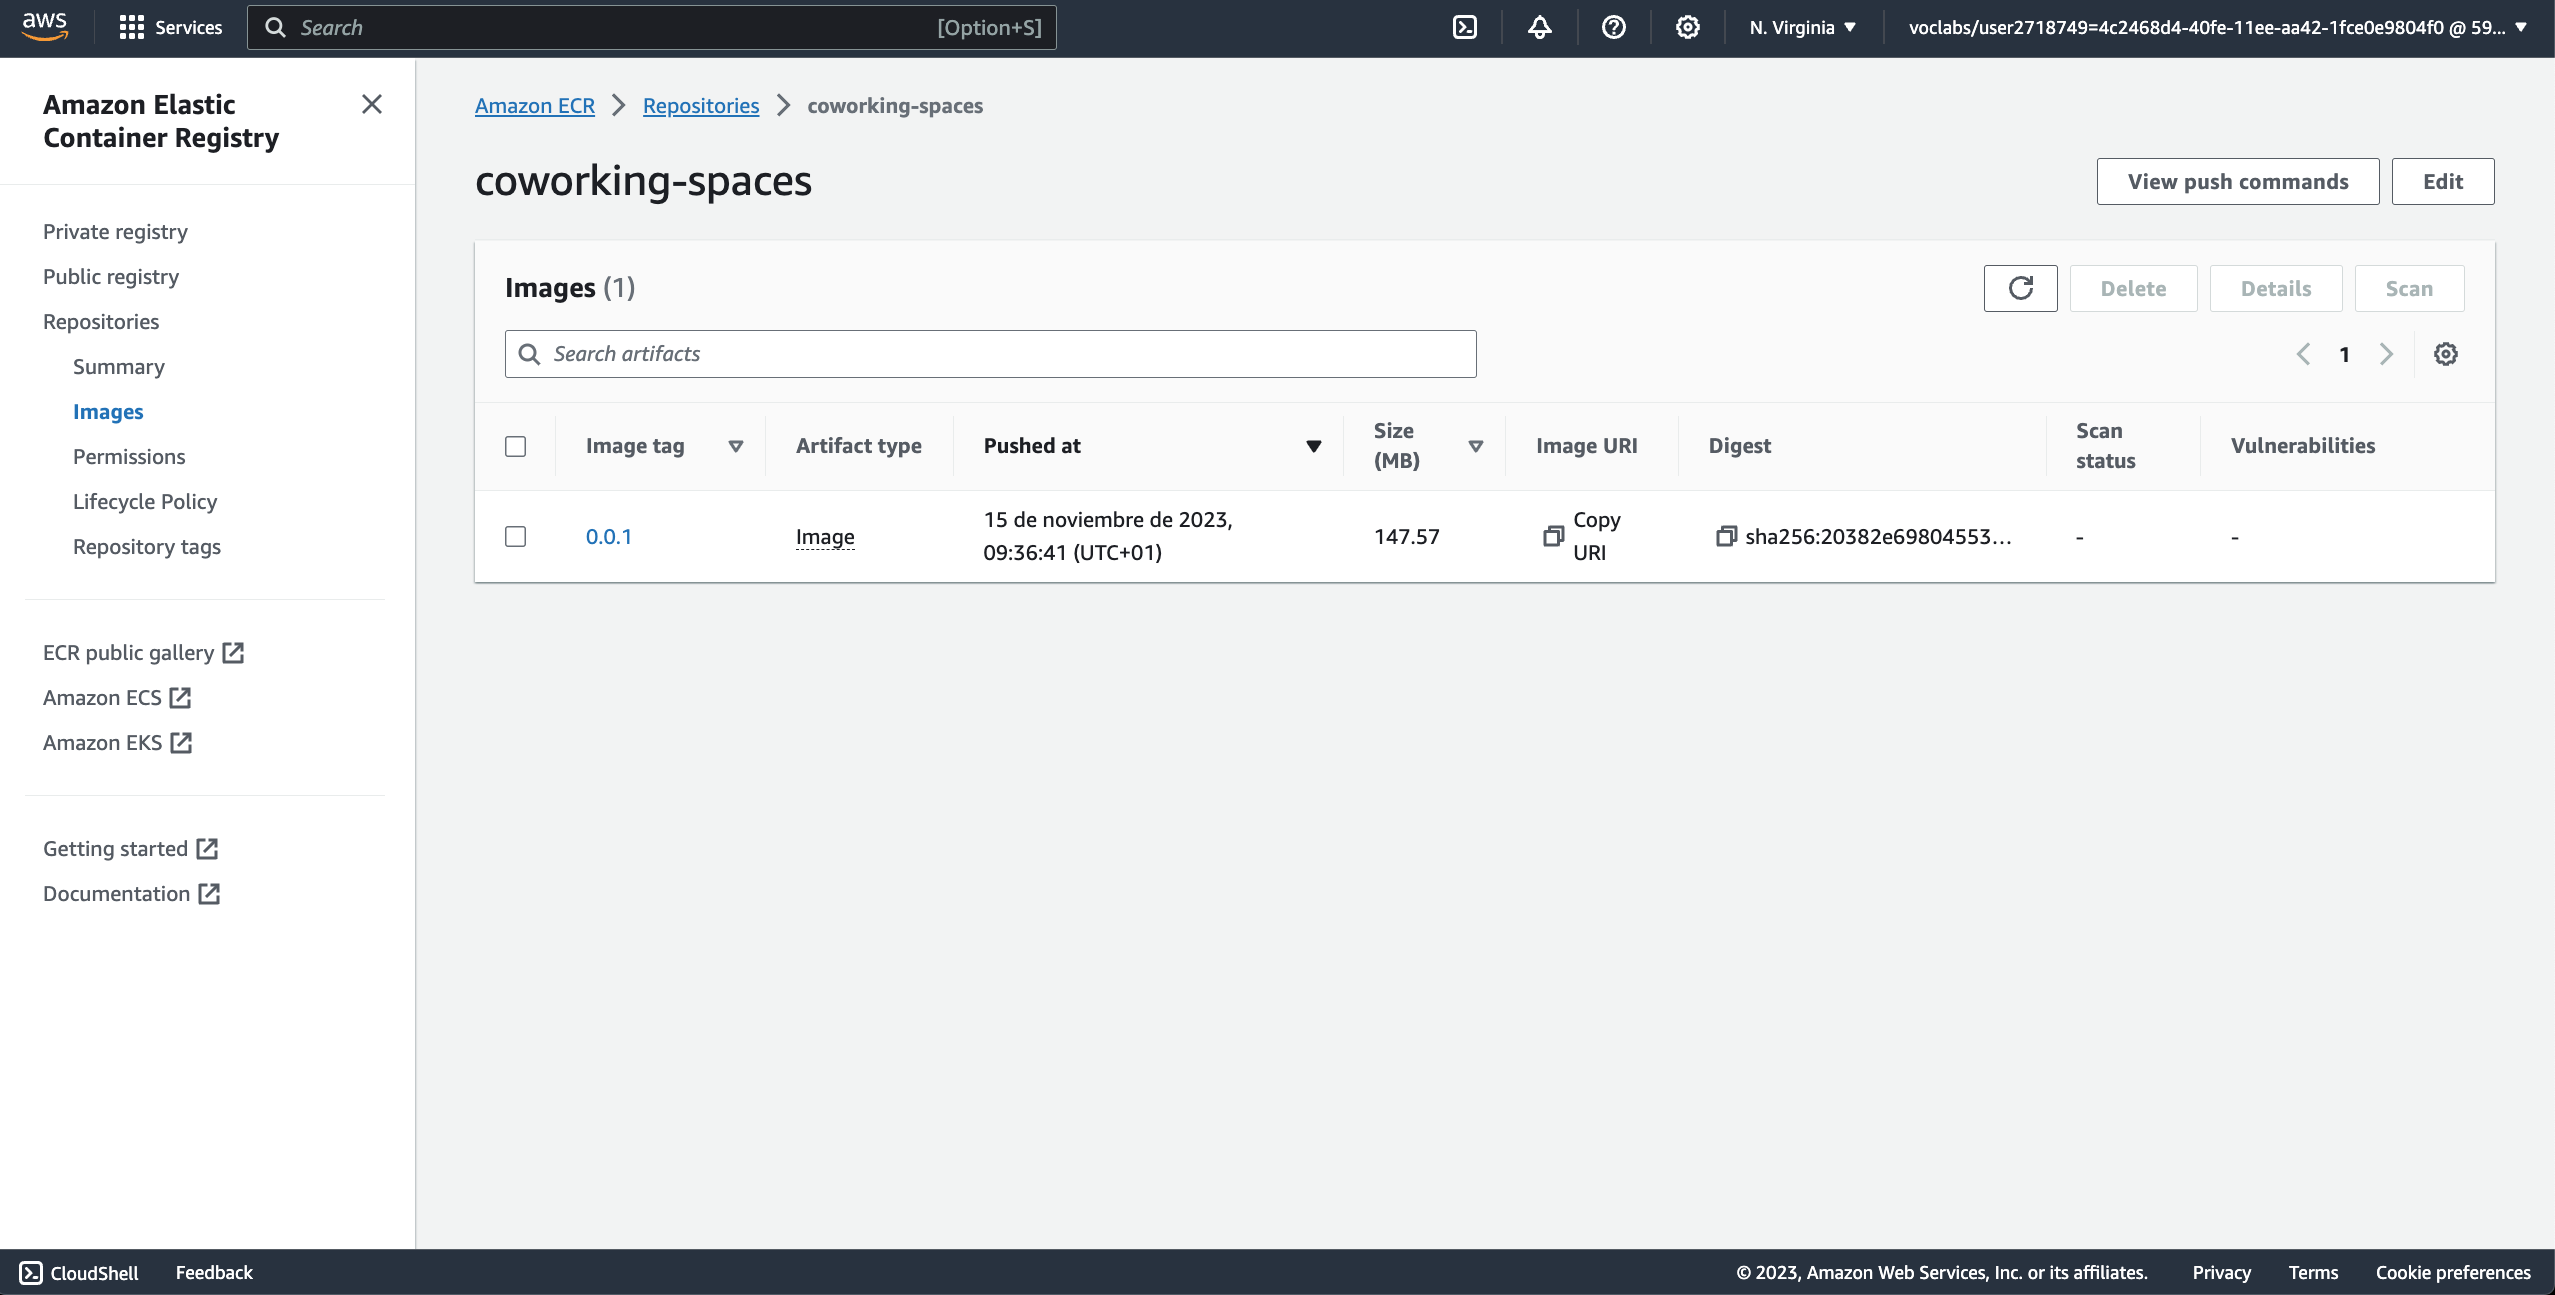 aws
Services
Search
[Option+S]
N. Virginia
voclabs/user2718749=4c2468d4-40fe-11ee-aa42-1fce0e9804f0 @ 59...
Amazon Elastic
Container Registry
Private registry
Public registry
Repositories
Summary
Images
Permissions
Lifecycle Policy
Repository tags
ECR public gallery
Amazon ECS
Amazon EKS
Getting started
Documentation
Amazon ECR
Repositories
coworking-spaces
coworking-spaces
View push commands
Edit
Images (1)
Delete
Details
Scan
Search artifacts
1
Image tag
Artifact type
Pushed at
Size
(MB)
Image URI
Digest
Scan
status
Vulnerabilities
0.0.1
Image
15 de noviembre de 2023,
09:36:41 (UTC+01)
147.57
Copy
URI
sha256:20382e69804553...
-
-
CloudShell
Feedback
© 2023, Amazon Web Services, Inc. or its affiliates.
Privacy
Terms
Cookie preferences